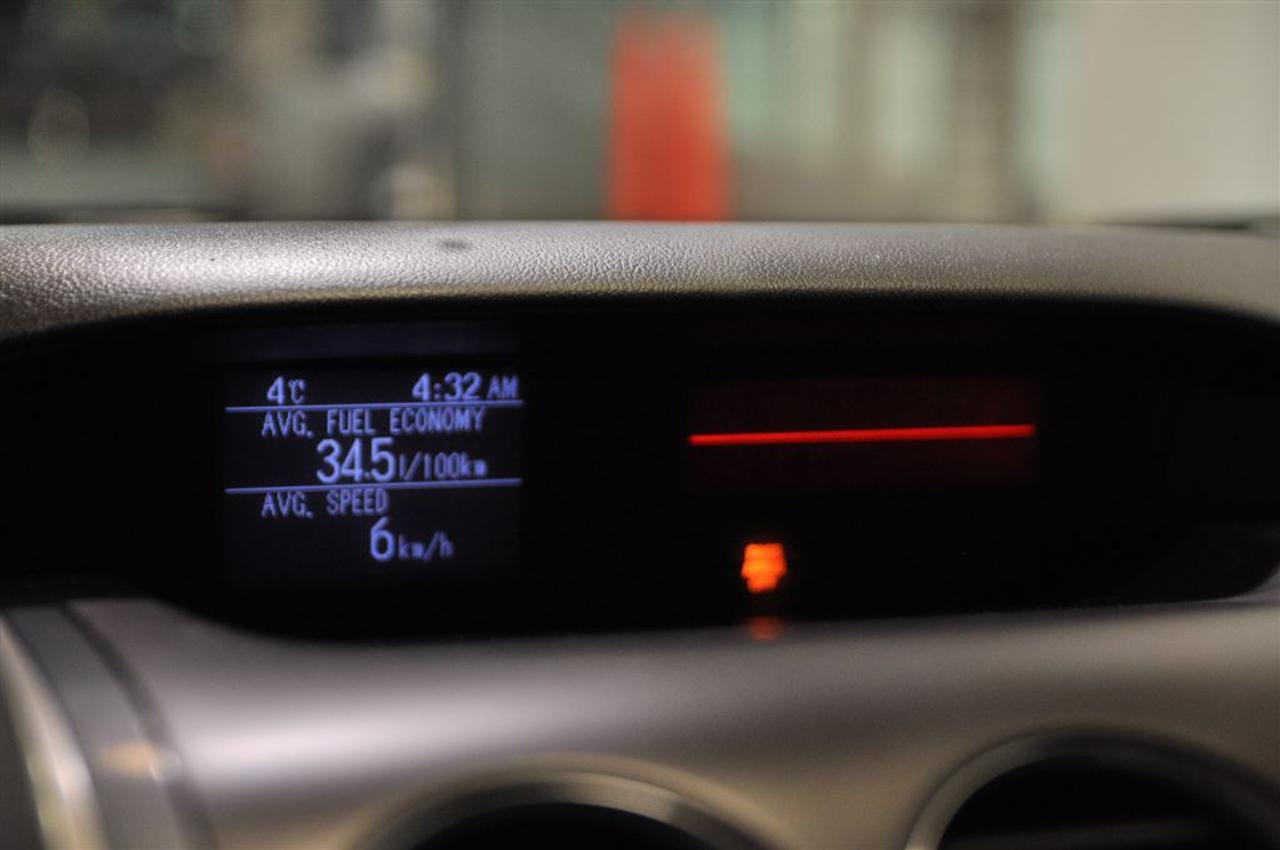 4℃ 4:32 AM
AVG. FUEL ECONOMY
34.5 l/100km
AVG. SPEED
6 km/h